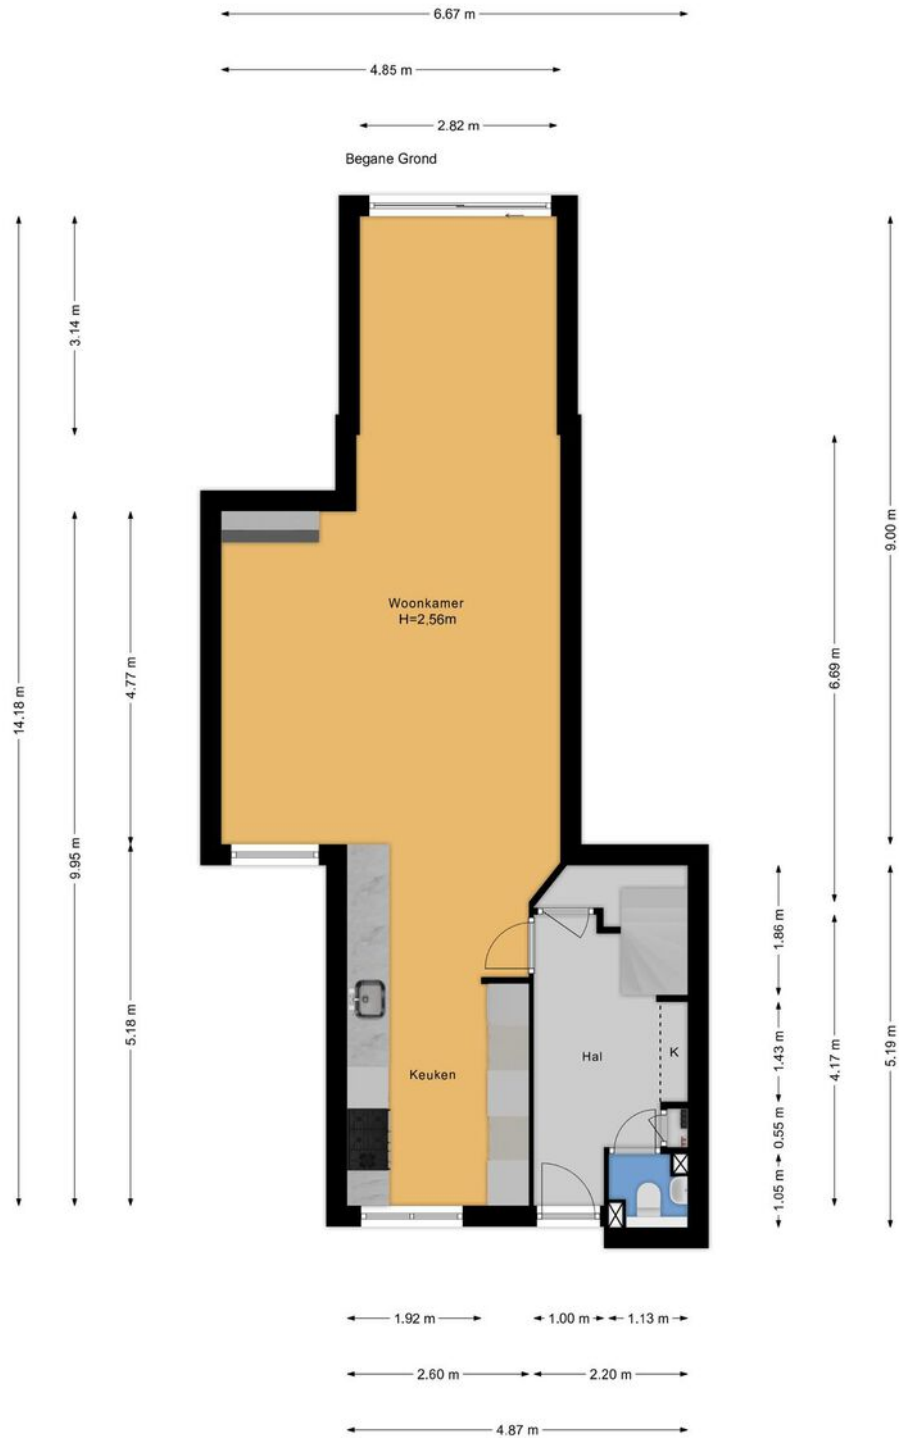 6.67 m
4.85 m
2.82 m
Begane Grond
3.14 m
9.00 m
Woonkamer
H=2,56m
4.77 m
6.69 m
14.18 m
9.95 m
1.86 m
5.18 m
1.43 m
4.17 m
5.19 m
Hal
K
Keuken
0.55 m
1.05 m
1.92 m
1.00 m
1.13 m
2.60 m
2.20 m
4.87 m